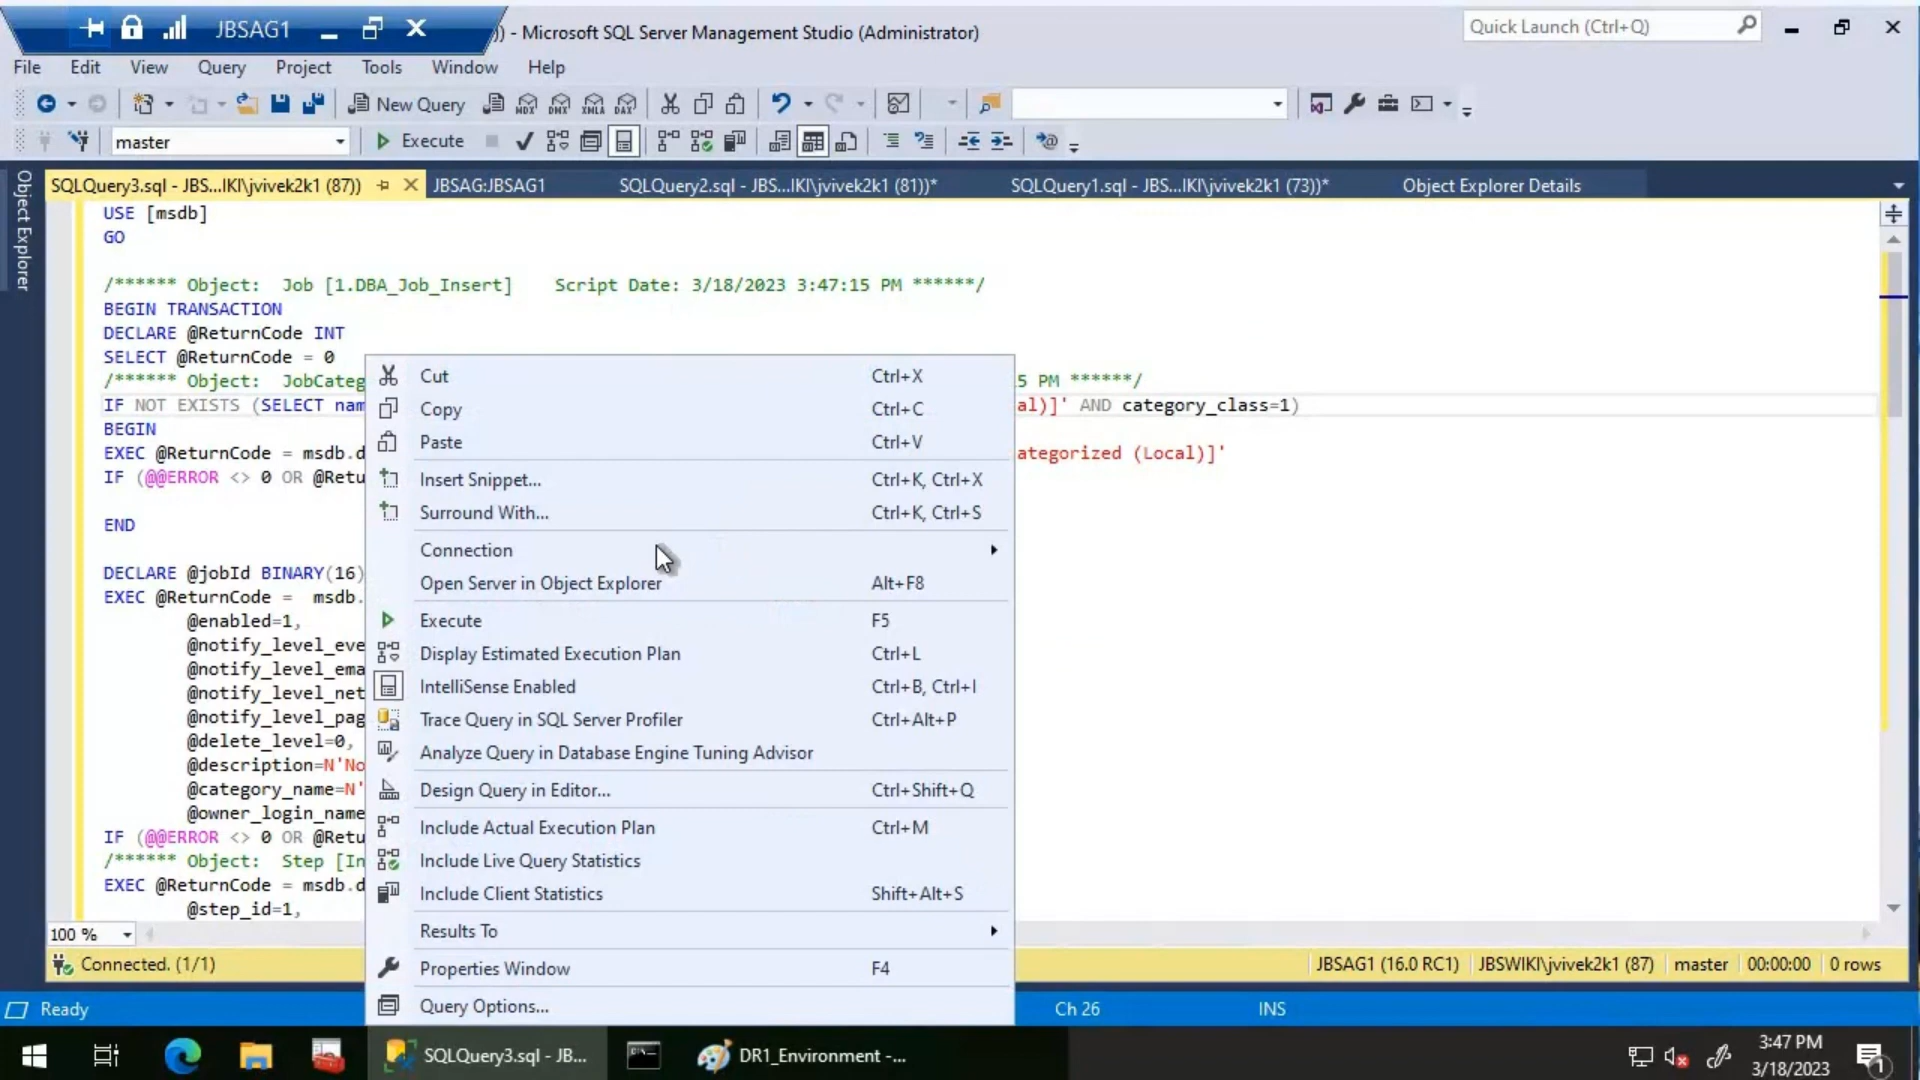 JBSAG1
)) - Microsoft SQL Server Management Studio (Administrator)
Quick Launch (Ctrl+Q)
File Edit View Query Project Tools Window Help
New Query
MDX DMX XMLA DAX
master
Execute
Object Explorer
SQLQuery3.sql - JBS...IKI\jvivek2k1 (87))
JBSAG:JBSAG1
SQLQuery2.sql - JBS...IKI\jvivek2k1 (81))*
SQLQuery1.sql - JBS...IKI\jvivek2k1 (73))*
Object Explorer Details
USE [msdb]
GO
/****** Object:  Job [1.DBA_Job_Insert]    Script Date: 3/18/2023 3:47:15 PM ******/
BEGIN TRANSACTION
DECLARE @ReturnCode INT
SELECT @ReturnCode = 0
/****** Object:  JobCateg
5 PM ******/
IF NOT EXISTS (SELECT nam
al)]' AND category_class=1)
BEGIN
EXEC @ReturnCode = msdb.d
ategorized (Local)]'
IF (@@ERROR <> 0 OR @Retu
END
DECLARE @jobId BINARY(16)
EXEC @ReturnCode =  msdb.
@enabled=1,
@notify_level_eve
@notify_level_ema
@notify_level_net
@notify_level_pag
@delete_level=0,
@description=N'No
@category_name=N'
@owner_login_name
IF (@@ERROR <> 0 OR @Retu
/****** Object:  Step [In
EXEC @ReturnCode = msdb.d
@step_id=1,
Cut Ctrl+X
Copy Ctrl+C
Paste Ctrl+V
Insert Snippet... Ctrl+K, Ctrl+X
Surround With... Ctrl+K, Ctrl+S
Connection
Open Server in Object Explorer Alt+F8
Execute F5
Display Estimated Execution Plan Ctrl+L
IntelliSense Enabled Ctrl+B, Ctrl+I
Trace Query in SQL Server Profiler Ctrl+Alt+P
Analyze Query in Database Engine Tuning Advisor
Design Query in Editor... Ctrl+Shift+Q
Include Actual Execution Plan Ctrl+M
Include Live Query Statistics
Include Client Statistics Shift+Alt+S
Results To
Properties Window F4
Query Options...
100 %
Connected. (1/1)
JBSAG1 (16.0 RC1) JBSWIKI\jvivek2k1 (87) master 00:00:00 0 rows
Ready Ch 26 INS
SQLQuery3.sql - JB...
DR1_Environment -...
3:47 PM
3/18/2023
1